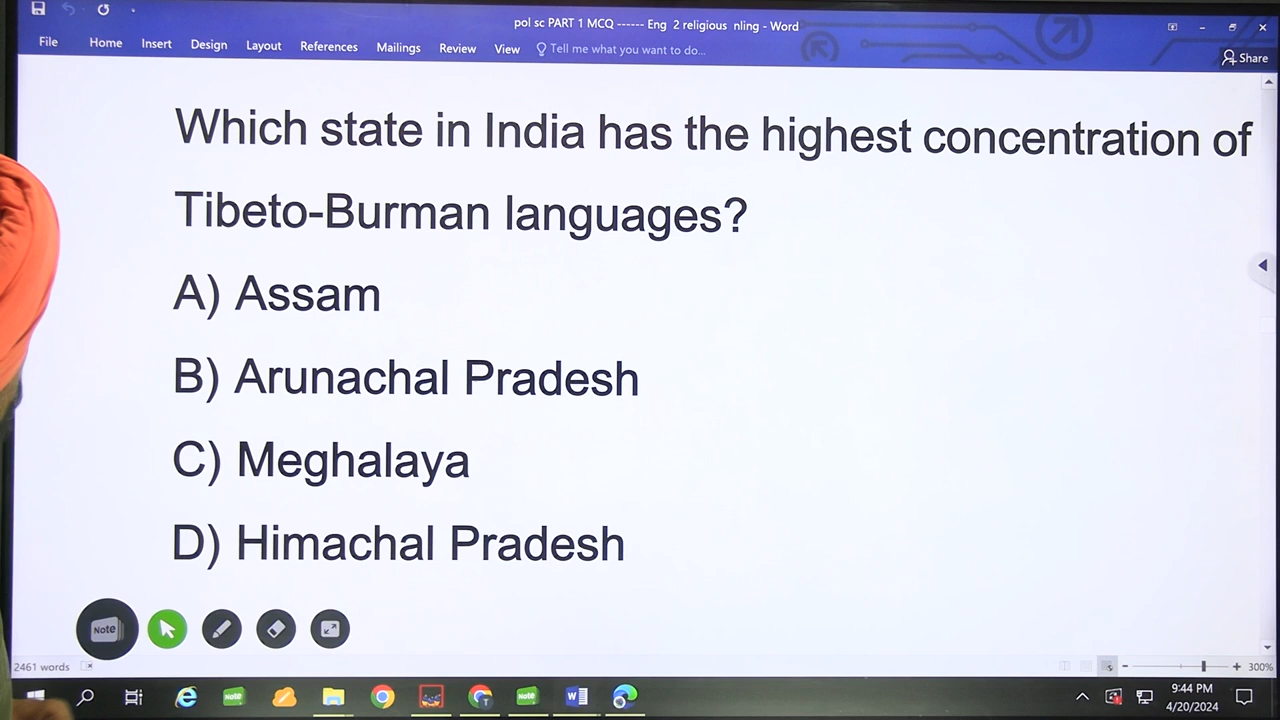 pol sc PART 1 MCQ ------ Eng 2 religious nling - Word
File Home Insert Design Layout References Mailings Review View Tell me what you want to do... Share
Which state in India has the highest concentration of
Tibeto-Burman languages?
A) Assam
B) Arunachal Pradesh
C) Meghalaya
D) Himachal Pradesh
Note
2461 words
300%
Note Note
9:44 PM
4/20/2024